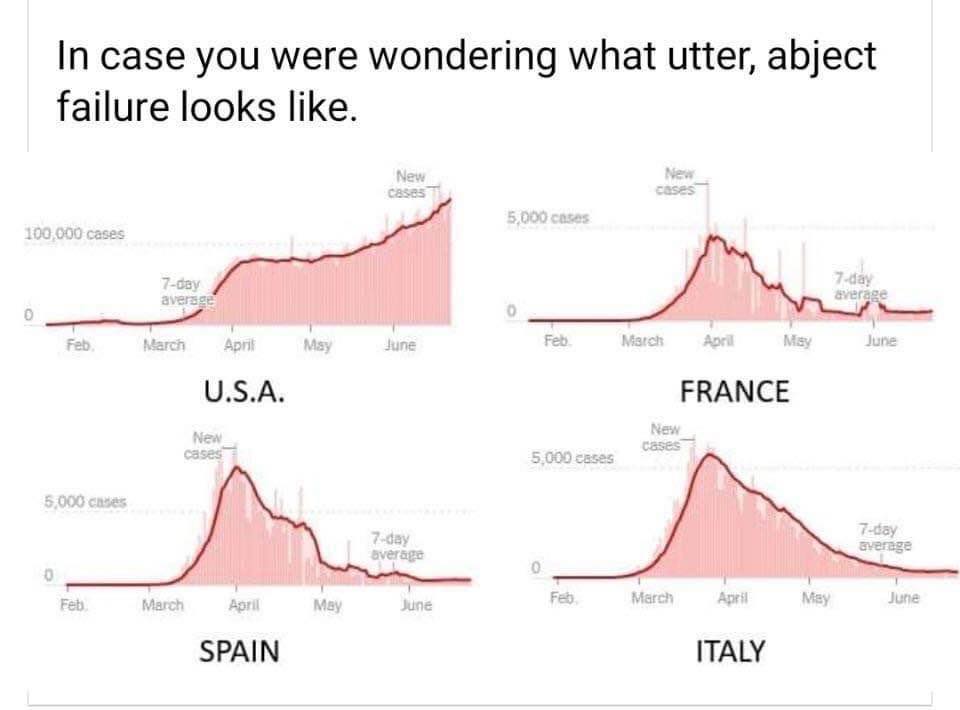 In case you were wondering what utter, abject
failure looks like.
New
cases
100,000 cases
7-day
average
0
Feb.
March
April
May
June
U.S.A.
New
cases
5,000 cases
7-day
average
0
Feb.
March
April
May
June
FRANCE
New
cases
5,000 cases
7-day
average
0
Feb.
March
April
May
June
SPAIN
New
cases
5,000 cases
7-day
average
0
Feb.
March
April
May
June
ITALY